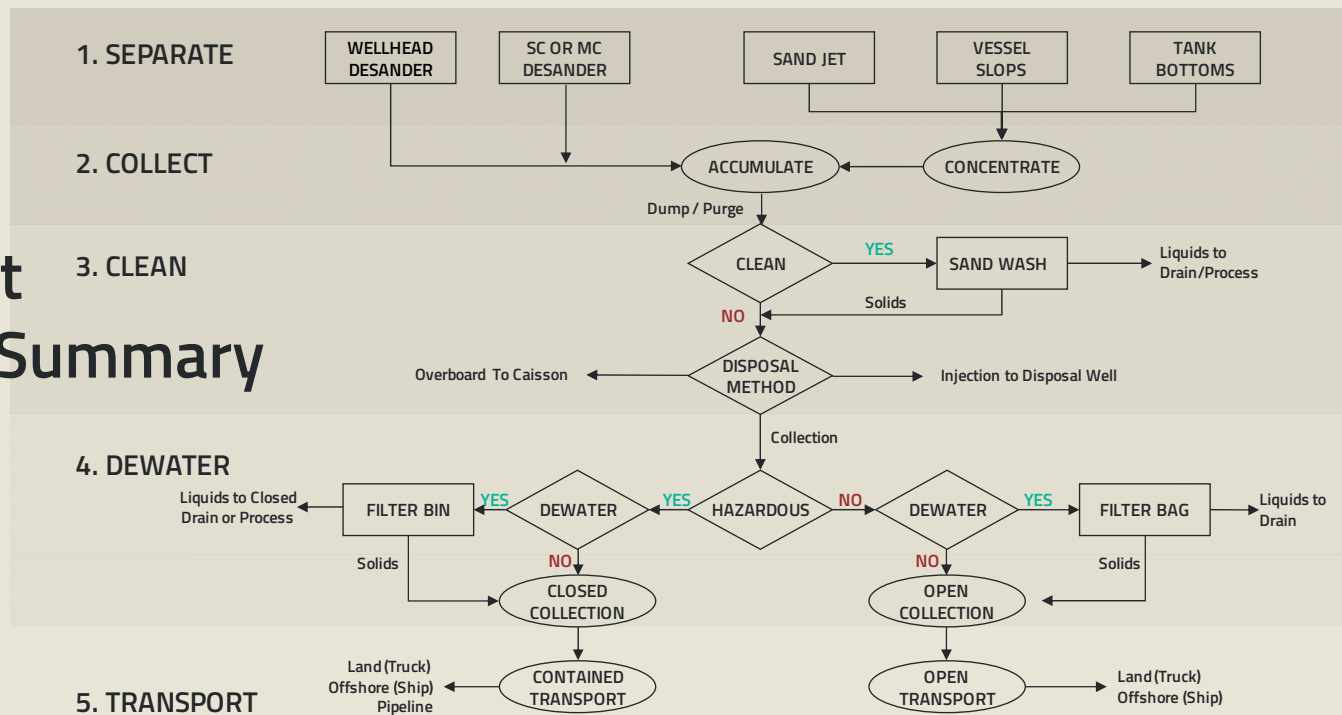 1. SEPARATE
WELLHEAD
DESANDER
SC OR MC
DESANDER
SAND JET
VESSEL
SLOPS
TANK
BOTTOMS
2. COLLECT
ACCUMULATE
CONCENTRATE
Dump / Purge
t
Summary
3. CLEAN
CLEAN
YES
SAND WASH
Liquids to
Drain/Process
Solids
NO
Overboard To Caisson
DISPOSAL
METHOD
Injection to Disposal Well
Collection
4. DEWATER
Liquids to Closed
Drain or Process
FILTER BIN
YES
DEWATER
YES
HAZARDOUS
NO
DEWATER
YES
FILTER BAG
Liquids to
Drain
Solids
NO
NO
Solids
CLOSED
COLLECTION
OPEN
COLLECTION
5. TRANSPORT
Land (Truck)
Offshore (Ship)
Pipeline
CONTAINED
TRANSPORT
OPEN
TRANSPORT
Land (Truck)
Offshore (Ship)